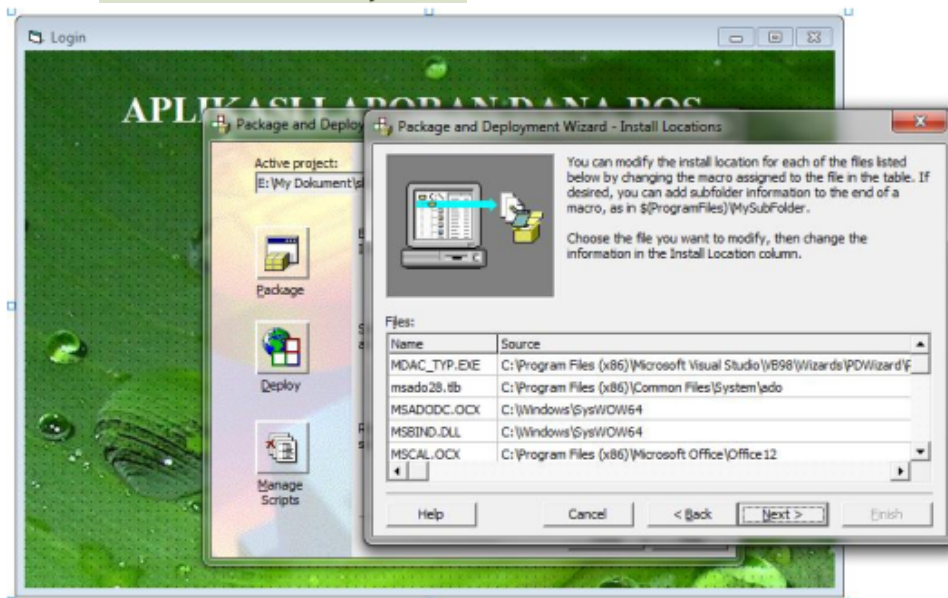 Login
APLIKASI LAPORAN DANA BOS
Package and Deploy
Active project:
E:\My Dokument\
Package
Deploy
Manage
Scripts
Package and Deployment Wizard - Install Locations
You can modify the install location for each of the files listed
below by changing the macro assigned to the file in the table. If
desired, you can add subfolder information to the end of a
macro, as in $(ProgramFiles)\MySubFolder.
Choose the file you want to modify, then change the
information in the Install Location column.
Files:
Name Source
MDAC_TYP.EXE C:\Program Files (x86)\Microsoft Visual Studio\VB98\Wizards\PDWizard\
msado28.tlb C:\Program Files (x86)\Common Files\System\ado
MSADODC.OCX C:\Windows\SysWOW64
MSBIND.DLL C:\Windows\SysWOW64
MSCAL.OCX C:\Program Files (x86)\Microsoft Office\Office12
Help Cancel < Back Next > Finish